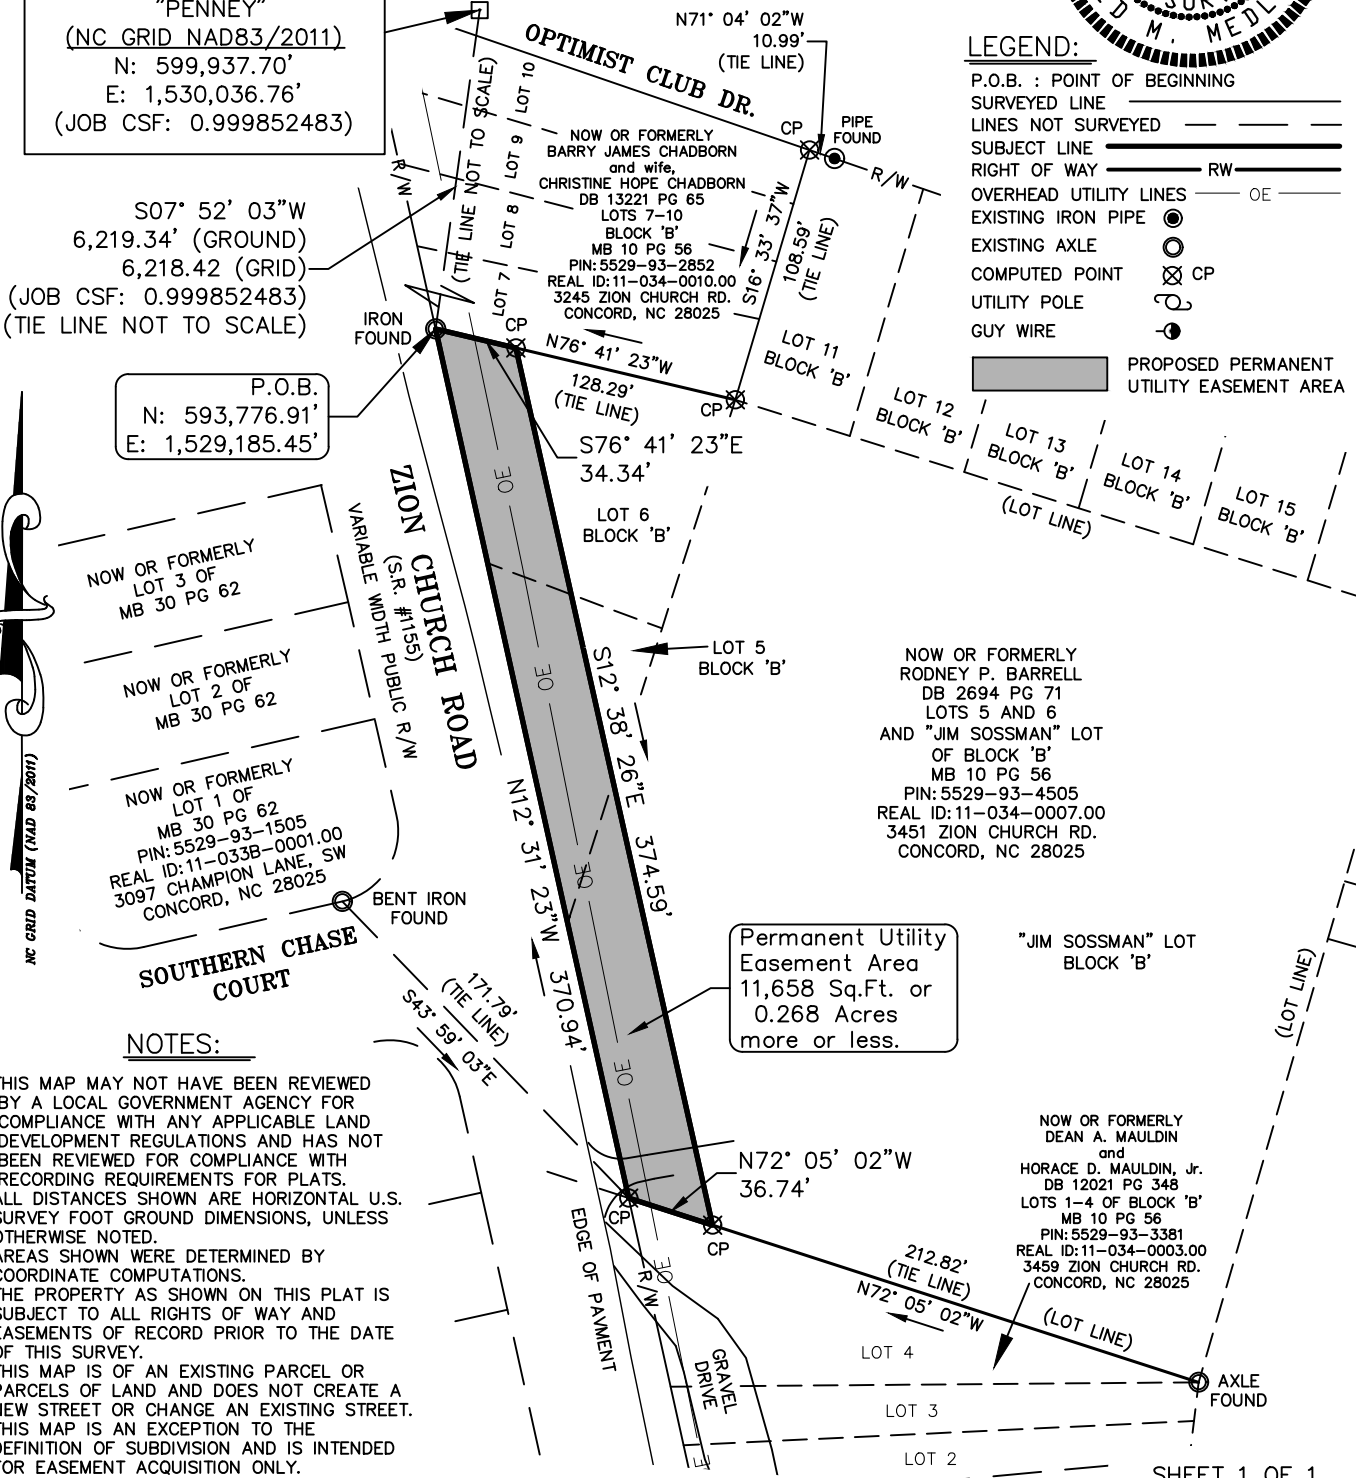 "PENNEY"
(NC GRID NAD83/2011)
N: 599,937.70'
E: 1,530,036.76'
(JOB CSF: 0.999852483)
S07° 52' 03"W
6,219.34' (GROUND)
6,218.42 (GRID)
(JOB CSF: 0.999852483)
(TIE LINE NOT TO SCALE)
(TIE LINE NOT TO SCALE)
R/W
OPTIMIST CLUB DR.
N71° 04' 02"W
10.99'
(TIE LINE)
CP
PIPE
FOUND
R/W
LOT 10
LOT 9
LOT 8
LOT 7
NOW OR FORMERLY
BARRY JAMES CHADBORN
and wife,
CHRISTINE HOPE CHADBORN
DB 13221 PG 65
LOTS 7-10
BLOCK 'B'
MB 10 PG 56
PIN: 5529-93-2852
REAL ID: 11-034-0010.00
3245 ZION CHURCH RD.
CONCORD, NC 28025
S16° 33' 37"W
108.59'
(TIE LINE)
SUR
M. MEDL
LEGEND:
P.O.B. : POINT OF BEGINNING
SURVEYED LINE
LINES NOT SURVEYED
SUBJECT LINE
RIGHT OF WAY RW
OVERHEAD UTILITY LINES OE
EXISTING IRON PIPE
EXISTING AXLE
COMPUTED POINT CP
UTILITY POLE
GUY WIRE
PROPOSED PERMANENT
UTILITY EASEMENT AREA
IRON
FOUND
CP
N76° 41' 23"W
128.29'
(TIE LINE)
CP
P.O.B.
N: 593,776.91'
E: 1,529,185.45'
S76° 41' 23"E
34.34'
LOT 11
BLOCK 'B'
LOT 12
BLOCK 'B'
LOT 13
BLOCK 'B'
LOT 14
BLOCK 'B'
LOT 15
BLOCK 'B'
(LOT LINE)
LOT 6
BLOCK 'B'
LOT 5
BLOCK 'B'
ZION CHURCH ROAD
(S.R. #1155)
VARIABLE WIDTH PUBLIC R/W
OE
OE
OE
OE
OE
NOW OR FORMERLY
LOT 3 OF
MB 30 PG 62
NOW OR FORMERLY
LOT 2 OF
MB 30 PG 62
NOW OR FORMERLY
LOT 1 OF
MB 30 PG 62
PIN: 5529-93-1505
REAL ID: 11-033B-0001.00
3097 CHAMPION LANE, SW
CONCORD, NC 28025
NC GRID DATUM (NAD 83/2011)
BENT IRON
FOUND
SOUTHERN CHASE
COURT
S12° 38' 26"E 374.59'
N12° 31' 23"W 370.94'
171.79'
(TIE LINE)
S43° 59' 03"E
NOW OR FORMERLY
RODNEY P. BARRELL
DB 2694 PG 71
LOTS 5 AND 6
AND "JIM SOSSMAN" LOT
OF BLOCK 'B'
MB 10 PG 56
PIN: 5529-93-4505
REAL ID: 11-034-0007.00
3451 ZION CHURCH RD.
CONCORD, NC 28025
"JIM SOSSMAN" LOT
BLOCK 'B'
(LOT LINE)
Permanent Utility
Easement Area
11,658 Sq.Ft. or
0.268 Acres
more or less.
NOTES:
THIS MAP MAY NOT HAVE BEEN REVIEWED
BY A LOCAL GOVERNMENT AGENCY FOR
COMPLIANCE WITH ANY APPLICABLE LAND
DEVELOPMENT REGULATIONS AND HAS NOT
BEEN REVIEWED FOR COMPLIANCE WITH
RECORDING REQUIREMENTS FOR PLATS.
ALL DISTANCES SHOWN ARE HORIZONTAL U.S.
SURVEY FOOT GROUND DIMENSIONS, UNLESS
OTHERWISE NOTED.
AREAS SHOWN WERE DETERMINED BY
COORDINATE COMPUTATIONS.
THE PROPERTY AS SHOWN ON THIS PLAT IS
SUBJECT TO ALL RIGHTS OF WAY AND
EASEMENTS OF RECORD PRIOR TO THE DATE
OF THIS SURVEY.
THIS MAP IS OF AN EXISTING PARCEL OR
PARCELS OF LAND AND DOES NOT CREATE A
NEW STREET OR CHANGE AN EXISTING STREET.
THIS MAP IS AN EXCEPTION TO THE
DEFINITION OF SUBDIVISION AND IS INTENDED
FOR EASEMENT ACQUISITION ONLY.
N72° 05' 02"W
36.74'
CP
CP
EDGE OF PAVMENT
R/W
GRAVEL
DRIVE
212.82'
(TIE LINE)
N72° 05' 02"W
(LOT LINE)
NOW OR FORMERLY
DEAN A. MAULDIN
and
HORACE D. MAULDIN, Jr.
DB 12021 PG 348
LOTS 1-4 OF BLOCK 'B'
MB 10 PG 56
PIN: 5529-93-3381
REAL ID: 11-034-0003.00
3459 ZION CHURCH RD.
CONCORD, NC 28025
LOT 4
LOT 3
LOT 2
AXLE
FOUND
SHEET 1 OF 1